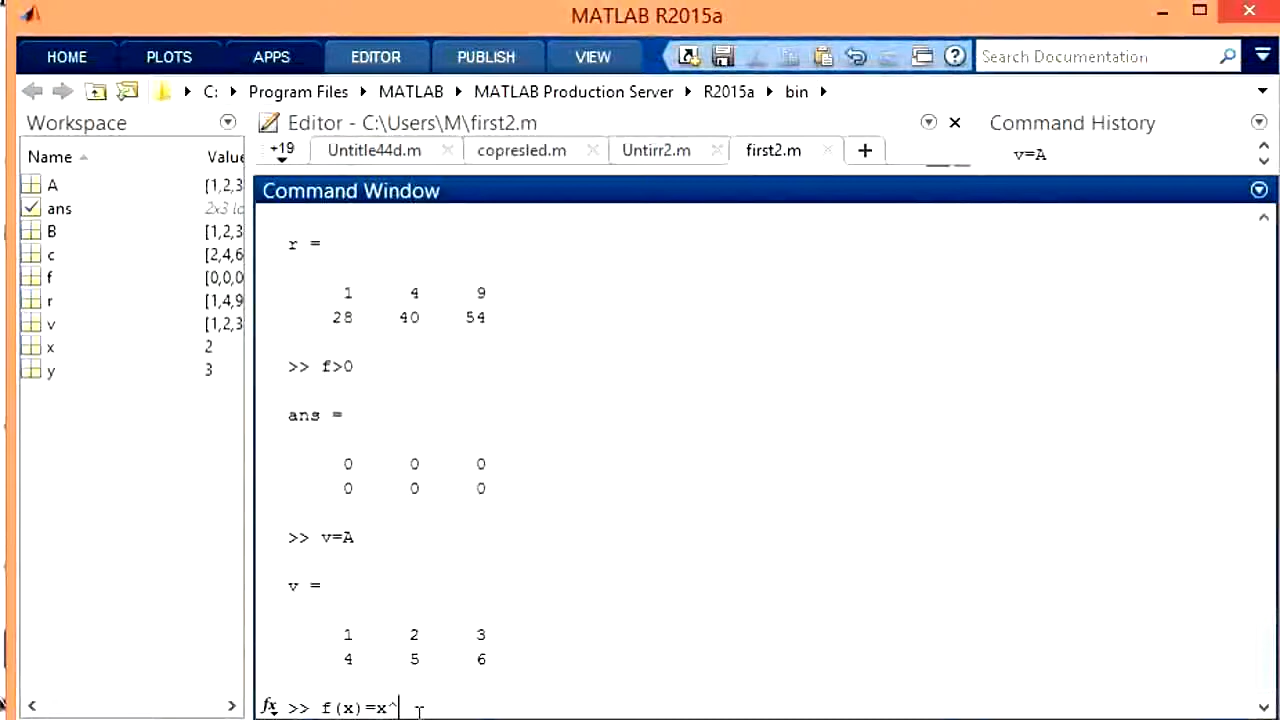 MATLAB R2015a
HOME PLOTS APPS EDITOR PUBLISH VIEW Search Documentation
C: Program Files MATLAB MATLAB Production Server R2015a bin
Workspace
Editor - C:\Users\M\first2.m
Command History
+19 Untitle44d.m copresled.m Untirr2.m first2.m +
v=A
Name Value
A [1,2,3
ans 2x3 lo
B [1,2,3
c [2,4,6
f [0,0,0
r [1,4,9
v [1,2,3
x 2
y 3
Command Window
r =
1 4 9
28 40 54
>> f>0
ans =
0 0 0
0 0 0
>> v=A
v =
1 2 3
4 5 6
fx >> f(x)=x^